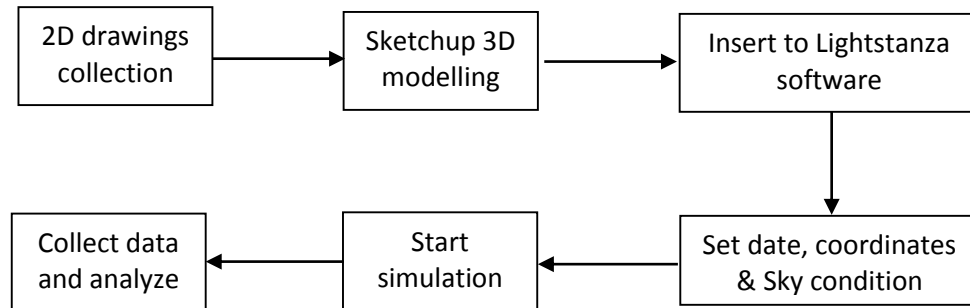 2D drawings
collection
Sketchup 3D
modelling
Insert to Lightstanza
software
Set date, coordinates
& Sky condition
Start
simulation
Collect data
and analyze